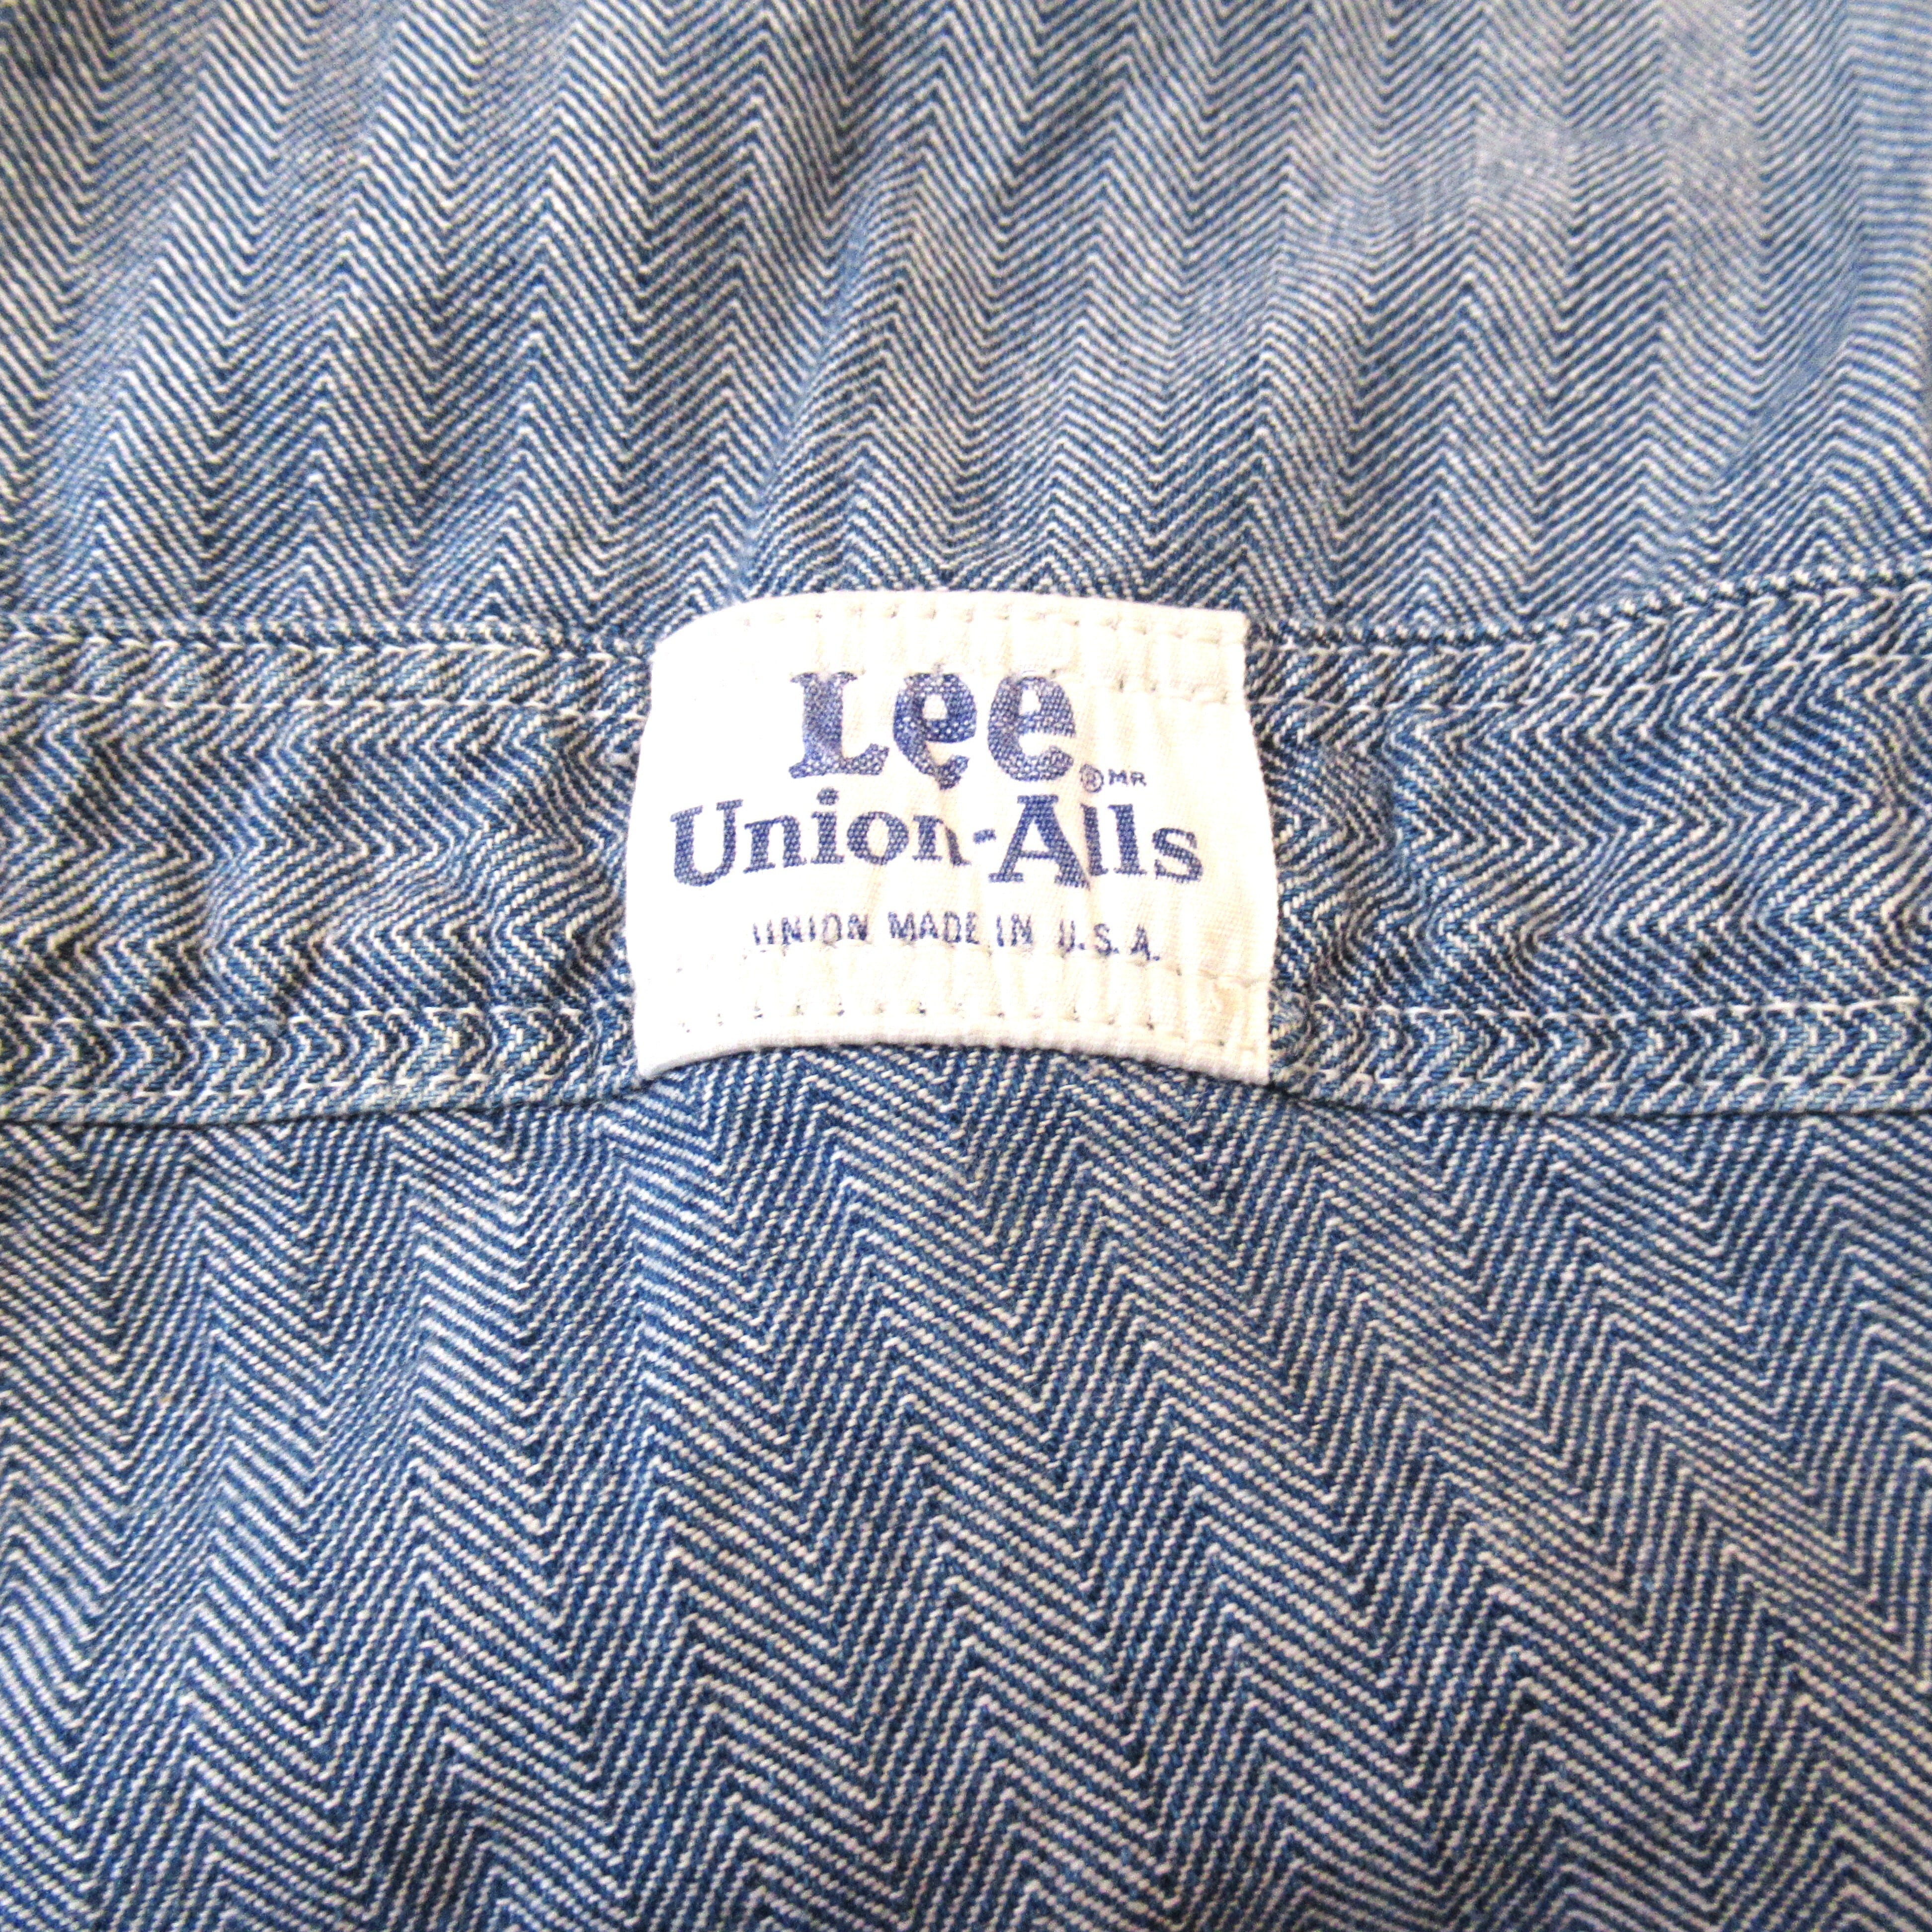 Lee ® MR
Union-Alls
UNION MADE IN U.S.A.